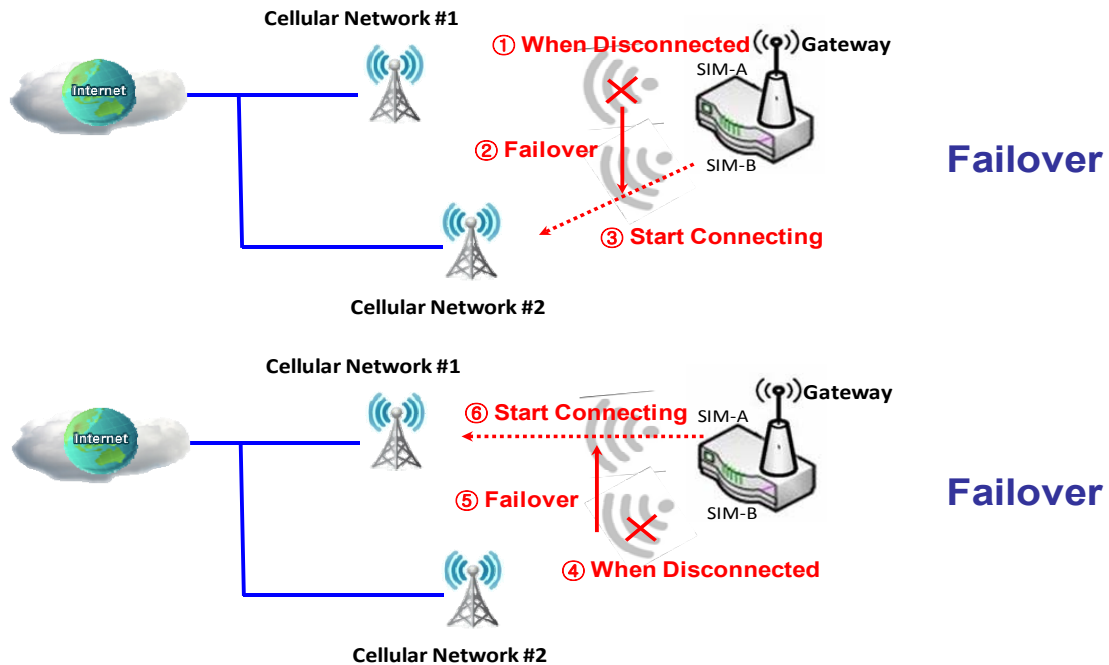 Cellular Network #1
① When Disconnected
Gateway
SIM-A
Internet
② Failover
Failover
SIM-B
③ Start Connecting
Cellular Network #2
Cellular Network #1
Gateway
⑥ Start Connecting
SIM-A
Internet
⑤ Failover
Failover
SIM-B
④ When Disconnected
Cellular Network #2